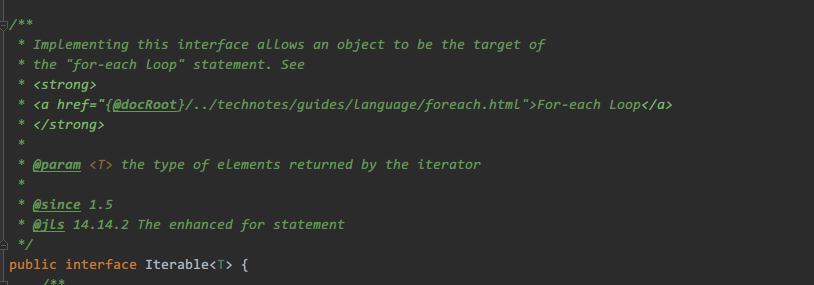 /**
* Implementing this interface allows an object to be the target of
* the "for-each loop" statement. See
* <strong>
* <a href="{@docRoot}/../technotes/guides/language/foreach.html">For-each Loop</a>
* </strong>
*
* @param <T> the type of elements returned by the iterator
*
* @since 1.5
* @jls 14.14.2 The enhanced for statement
*/
public interface Iterable<T> {
/**